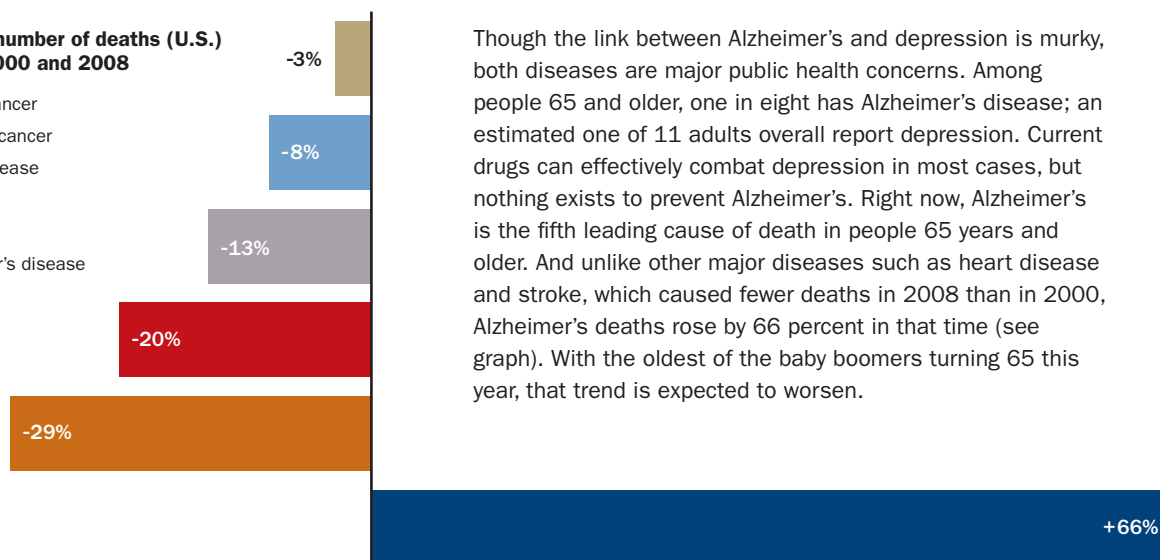 number of deaths (U.S.)
000 and 2008
ancer
cancer
ease
r’s disease
-3%
-8%
-13%
-20%
-29%
+66%
Though the link between Alzheimer’s and depression is murky,
both diseases are major public health concerns. Among
people 65 and older, one in eight has Alzheimer’s disease; an
estimated one of 11 adults overall report depression. Current
drugs can effectively combat depression in most cases, but
nothing exists to prevent Alzheimer’s. Right now, Alzheimer’s
is the fifth leading cause of death in people 65 years and
older. And unlike other major diseases such as heart disease
and stroke, which caused fewer deaths in 2008 than in 2000,
Alzheimer’s deaths rose by 66 percent in that time (see
graph). With the oldest of the baby boomers turning 65 this
year, that trend is expected to worsen.